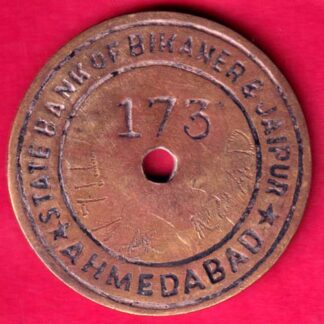 STATE BANK OF BIKANER & JAIPUR
173
★ AHMEDABAD ★